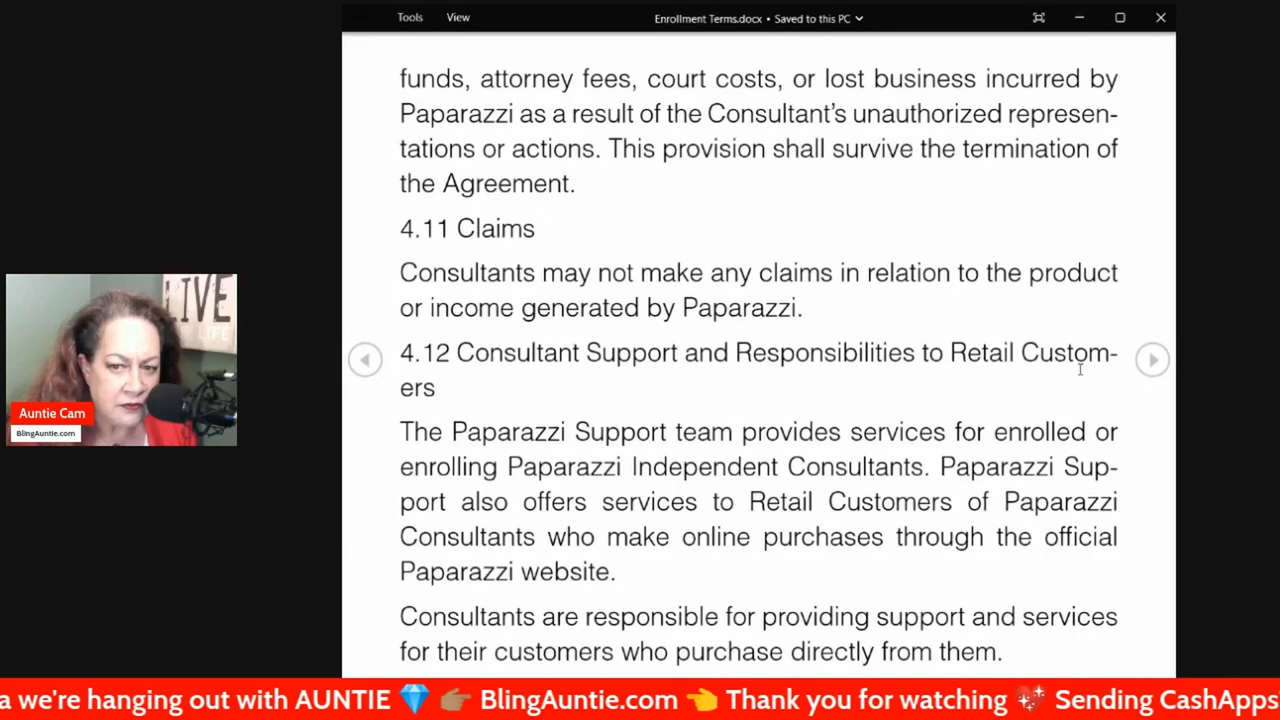 Tools View Enrollment Terms.docx • Saved to this PC
funds, attorney fees, court costs, or lost business incurred by
Paparazzi as a result of the Consultant's unauthorized represen-
tations or actions. This provision shall survive the termination of
the Agreement.
4.11 Claims
Consultants may not make any claims in relation to the product
or income generated by Paparazzi.
4.12 Consultant Support and Responsibilities to Retail Custom-
ers
The Paparazzi Support team provides services for enrolled or
enrolling Paparazzi Independent Consultants. Paparazzi Sup-
port also offers services to Retail Customers of Paparazzi
Consultants who make online purchases through the official
Paparazzi website.
Consultants are responsible for providing support and services
for their customers who purchase directly from them.
LIVE
LIFE
Auntie Cam
BlingAuntie.com
a we're hanging out with AUNTIE 💎 👉🏽 BlingAuntie.com 👈 Thank you for watching 💖 Sending CashApps